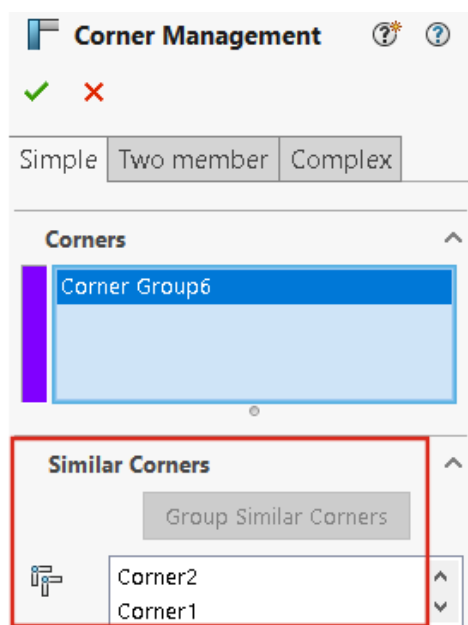 Corner Management
Simple Two member Complex
Corners
Corner Group6
Similar Corners
Group Similar Corners
Corner2
Corner1